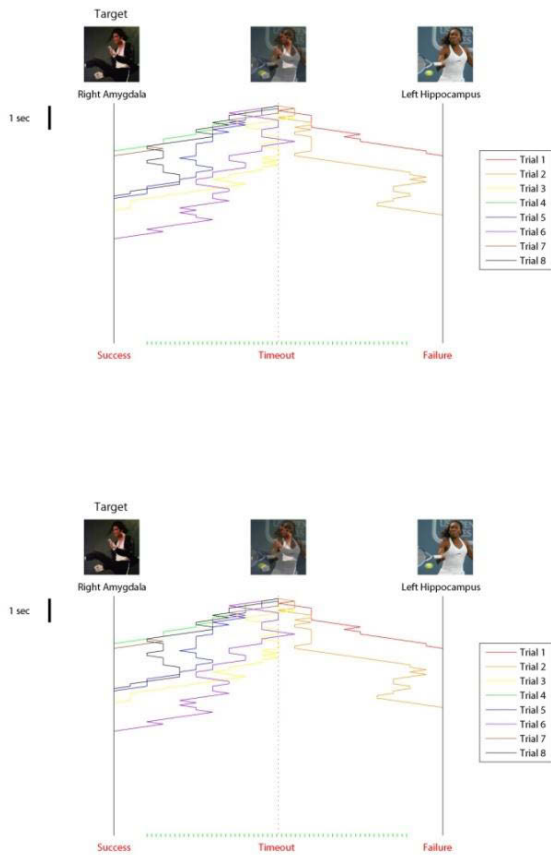 Target
Right Amygdala
Left Hippocampus
1 sec
Trial 1
Trial 2
Trial 3
Trial 4
Trial 5
Trial 6
Trial 7
Trial 8
Success
Timeout
Failure
Target
Right Amygdala
Left Hippocampus
1 sec
Trial 1
Trial 2
Trial 3
Trial 4
Trial 5
Trial 6
Trial 7
Trial 8
Success
Timeout
Failure